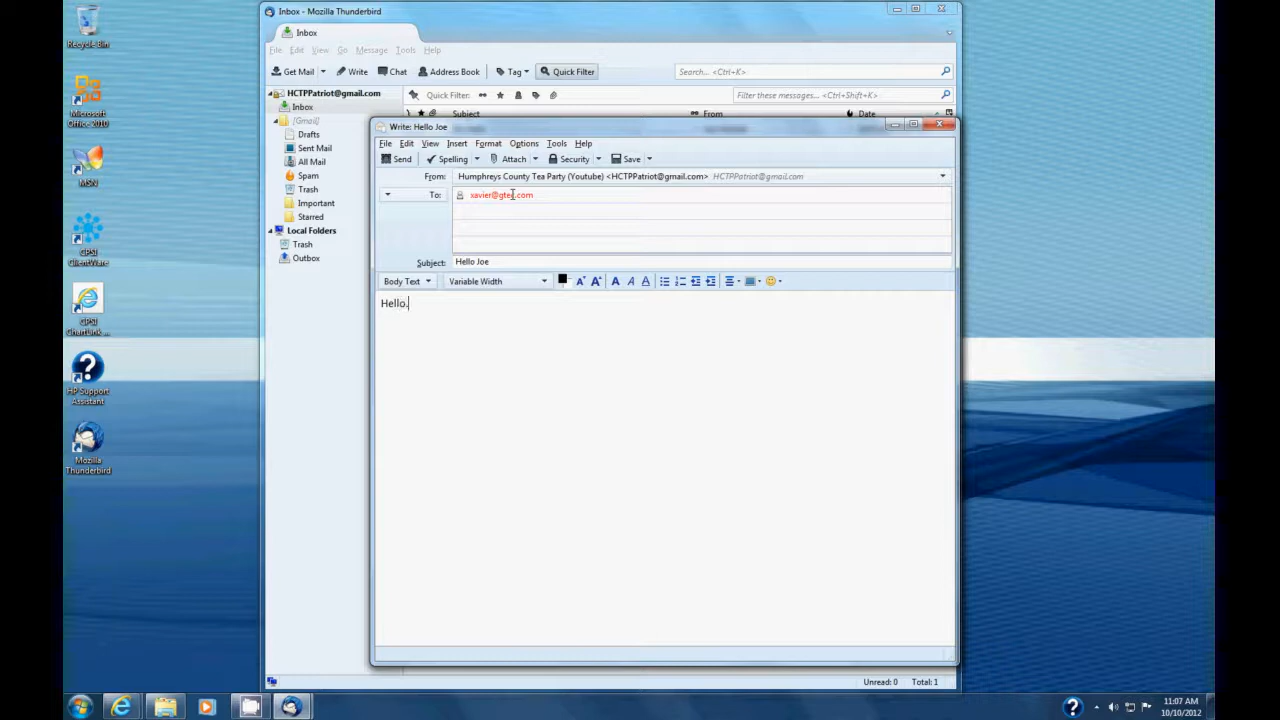 Recycle Bin
Microsoft
Office 2010
MSN
CPSI
ClientWare
CPSI
ChartLink ...
HP Support
Assistant
Mozilla
Thunderbird
Inbox - Mozilla Thunderbird
Inbox
File Edit View Go Message Tools Help
Get Mail Write Chat Address Book Tag Quick Filter Search... <Ctrl+K>
HCTPPatriot@gmail.com
Inbox
[Gmail]
Drafts
Sent Mail
All Mail
Spam
Trash
Important
Starred
Local Folders
Trash
Outbox
Quick Filter: Filter these messages... <Ctrl+Shift+K>
Subject From Date
Write: Hello Joe
File Edit View Insert Format Options Tools Help
Send Spelling Attach Security Save
From: Humphreys County Tea Party (Youtube) <HCTPPatriot@gmail.com> HCTPPatriot@gmail.com
To:
Subject: Hello Joe
Body Text Variable Width
Hello.
Unread: 0 Total: 1
11:07 AM
10/10/2012